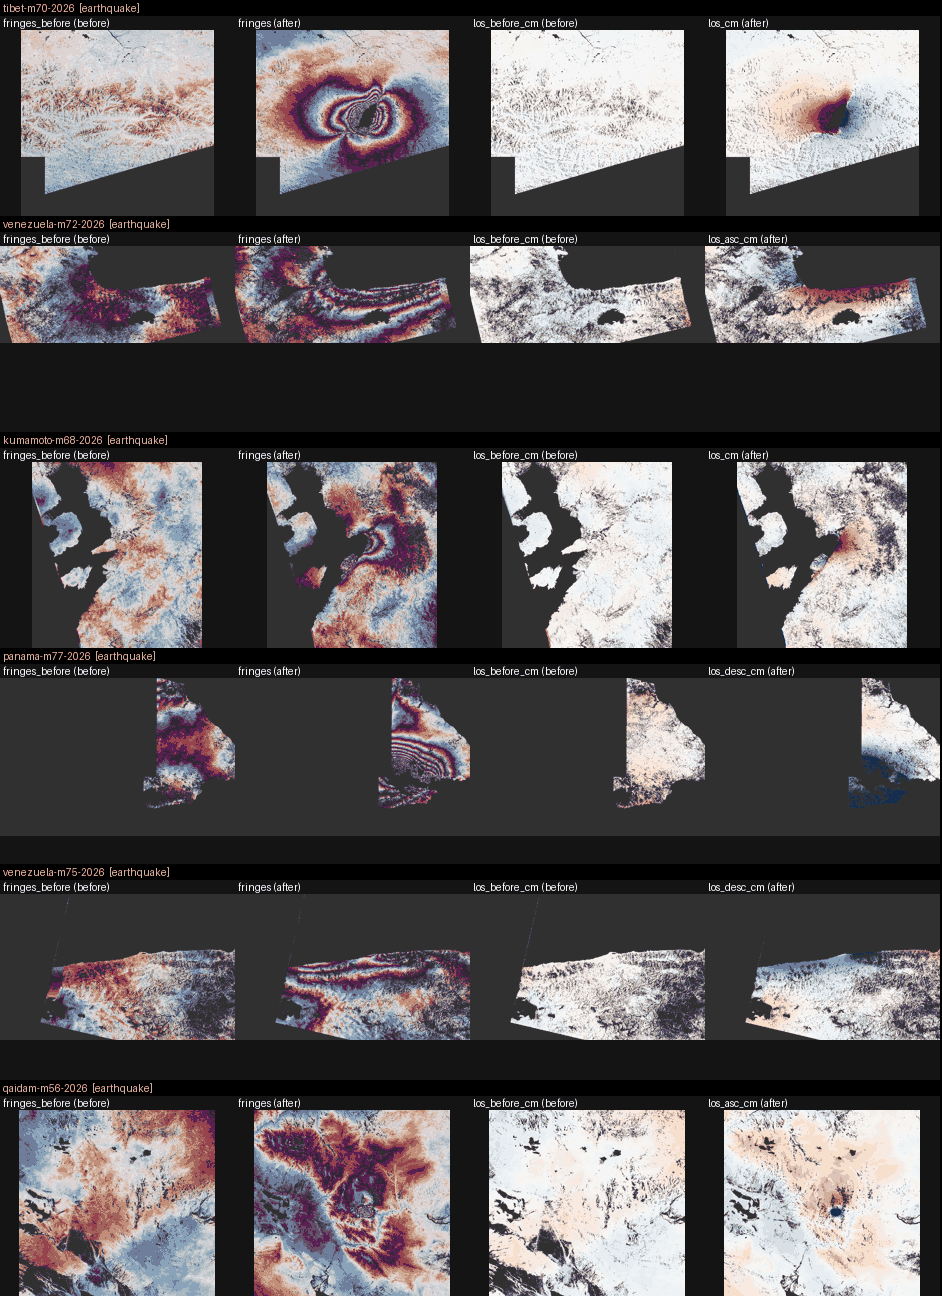 tibet-m70-2026 [earthquake]
fringes_before (before) fringes (after) los_before_cm (before) los_cm (after)
venezuela-m72-2026 [earthquake]
fringes_before (before) fringes (after) los_before_cm (before) los_asc_cm (after)
kumamoto-m68-2026 [earthquake]
fringes_before (before) fringes (after) los_before_cm (before) los_cm (after)
panama-m77-2026 [earthquake]
fringes_before (before) fringes (after) los_before_cm (before) los_desc_cm (after)
venezuela-m75-2026 [earthquake]
fringes_before (before) fringes (after) los_before_cm (before) los_desc_cm (after)
qaidam-m56-2026 [earthquake]
fringes_before (before) fringes (after) los_before_cm (before) los_asc_cm (after)